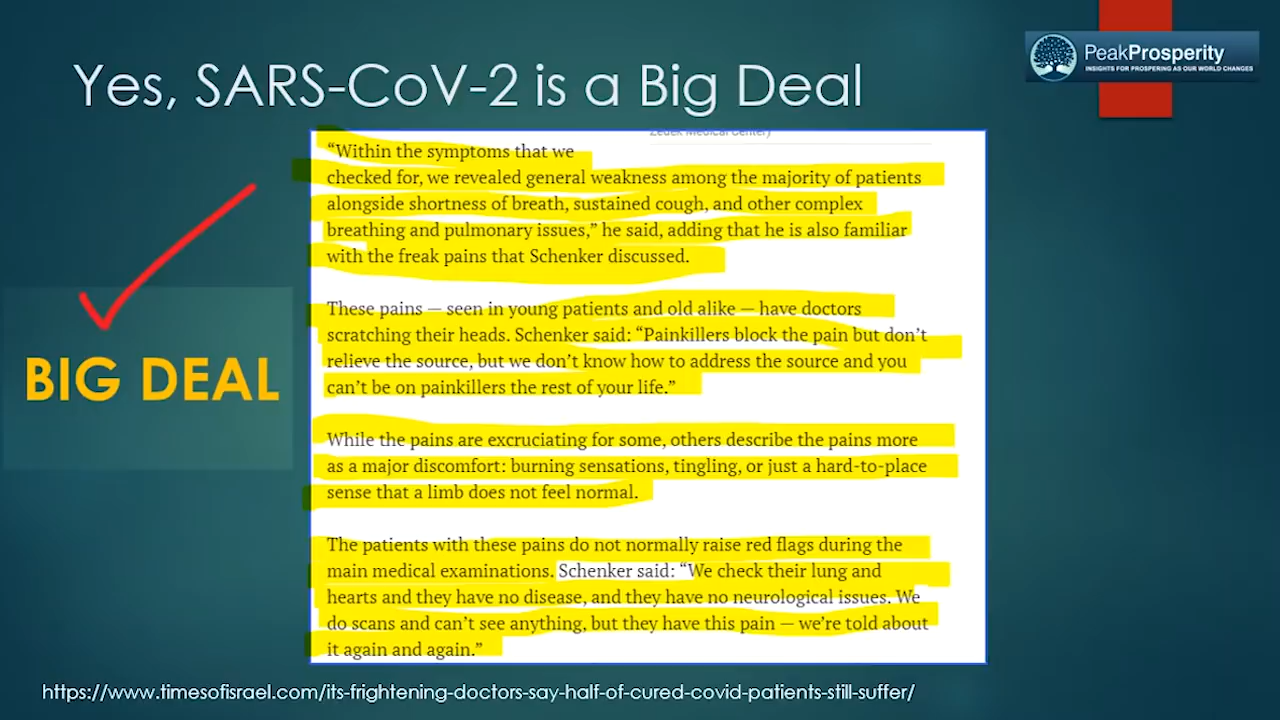 PeakProsperity
INSIGHTS FOR PROSPERING AS OUR WORLD CHANGES
Yes, SARS-CoV-2 is a Big Deal
Zedek Medical Center)
“Within the symptoms that we
checked for, we revealed general weakness among the majority of patients
alongside shortness of breath, sustained cough, and other complex
breathing and pulmonary issues,” he said, adding that he is also familiar
with the freak pains that Schenker discussed.
These pains — seen in young patients and old alike — have doctors
scratching their heads. Schenker said: “Painkillers block the pain but don’t
relieve the source, but we don’t know how to address the source and you
can’t be on painkillers the rest of your life.”
While the pains are excruciating for some, others describe the pains more
as a major discomfort: burning sensations, tingling, or just a hard-to-place
sense that a limb does not feel normal.
The patients with these pains do not normally raise red flags during the
main medical examinations. Schenker said: “We check their lung and
hearts and they have no disease, and they have no neurological issues. We
do scans and can’t see anything, but they have this pain — we’re told about
it again and again.”
BIG DEAL
https://www.timesofisrael.com/its-frightening-doctors-say-half-of-cured-covid-patients-still-suffer/